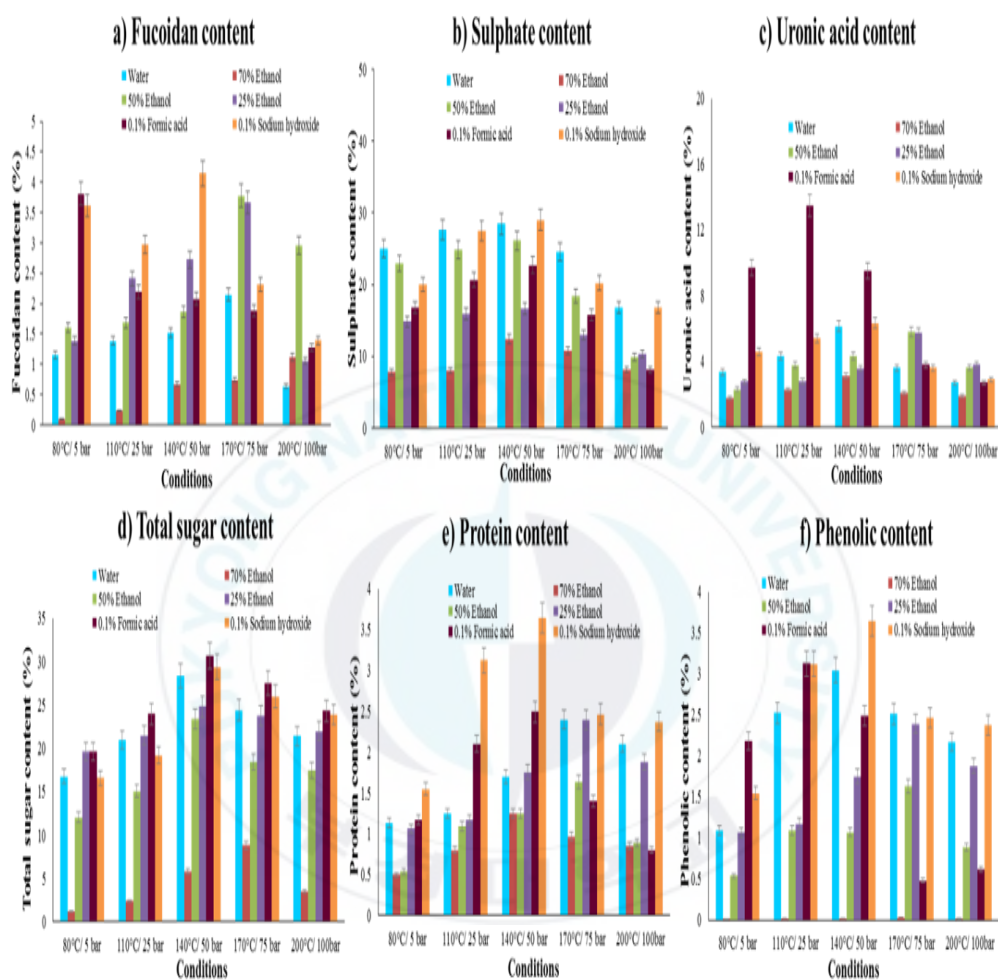 a) Fucoidan content
Water
70% Ethanol
50% Ethanol
25% Ethanol
0.1% Formic acid
0.1% Sodium hydroxide
Fucoidan content (%)
5
4.5
4
3.5
3
2.5
2
1.5
1
0.5
0
80°C/ 5 bar
110°C/ 25 bar
140°C/ 50 bar
170°C/ 75 bar
200°C/ 100bar
Conditions
b) Sulphate content
Water
70% Ethanol
50% Ethanol
25% Ethanol
0.1% Formic acid
0.1% Sodium hydroxide
Sulphate content (%)
50
40
30
20
10
0
80°C/ 5 bar
110°C/ 25 bar
140°C/ 50 bar
170°C/ 75 bar
200°C/ 100bar
Conditions
c) Uronic acid content
Water
70% Ethanol
50% Ethanol
25% Ethanol
0.1% Formic acid
0.1% Sodium hydroxide
Uronic acid content (%)
20
16
12
8
4
0
80°C/ 5 bar
110°C/ 25 bar
140°C/ 50 bar
170°C/ 75 bar
200°C/ 100bar
Conditions
d) Total sugar content
Water
70% Ethanol
50% Ethanol
25% Ethanol
0.1% Formic acid
0.1% Sodium hydroxide
Total sugar content (%)
35
30
25
20
15
10
5
0
80°C/ 5 bar
110°C/ 25 bar
140°C/ 50 bar
170°C/ 75 bar
200°C/ 100bar
Conditions
e) Protein content
Water
70% Ethanol
50% Ethanol
25% Ethanol
0.1% Formic acid
0.1% Sodium hydroxide
Protein content (%)
4
3.5
3
2.5
2
1.5
1
0.5
0
80°C/ 5 bar
110°C/ 25 bar
140°C/ 50 bar
170°C/ 75 bar
200°C/ 100bar
Conditions
f) Phenolic content
Water
70% Ethanol
50% Ethanol
25% Ethanol
0.1% Formic acid
0.1% Sodium hydroxide
Phenolic content (%)
4
3.5
3
2.5
2
1.5
1
0.5
0
80°C/ 5 bar
110°C/ 25 bar
140°C/ 50 bar
170°C/ 75 bar
200°C/ 100bar
Conditions